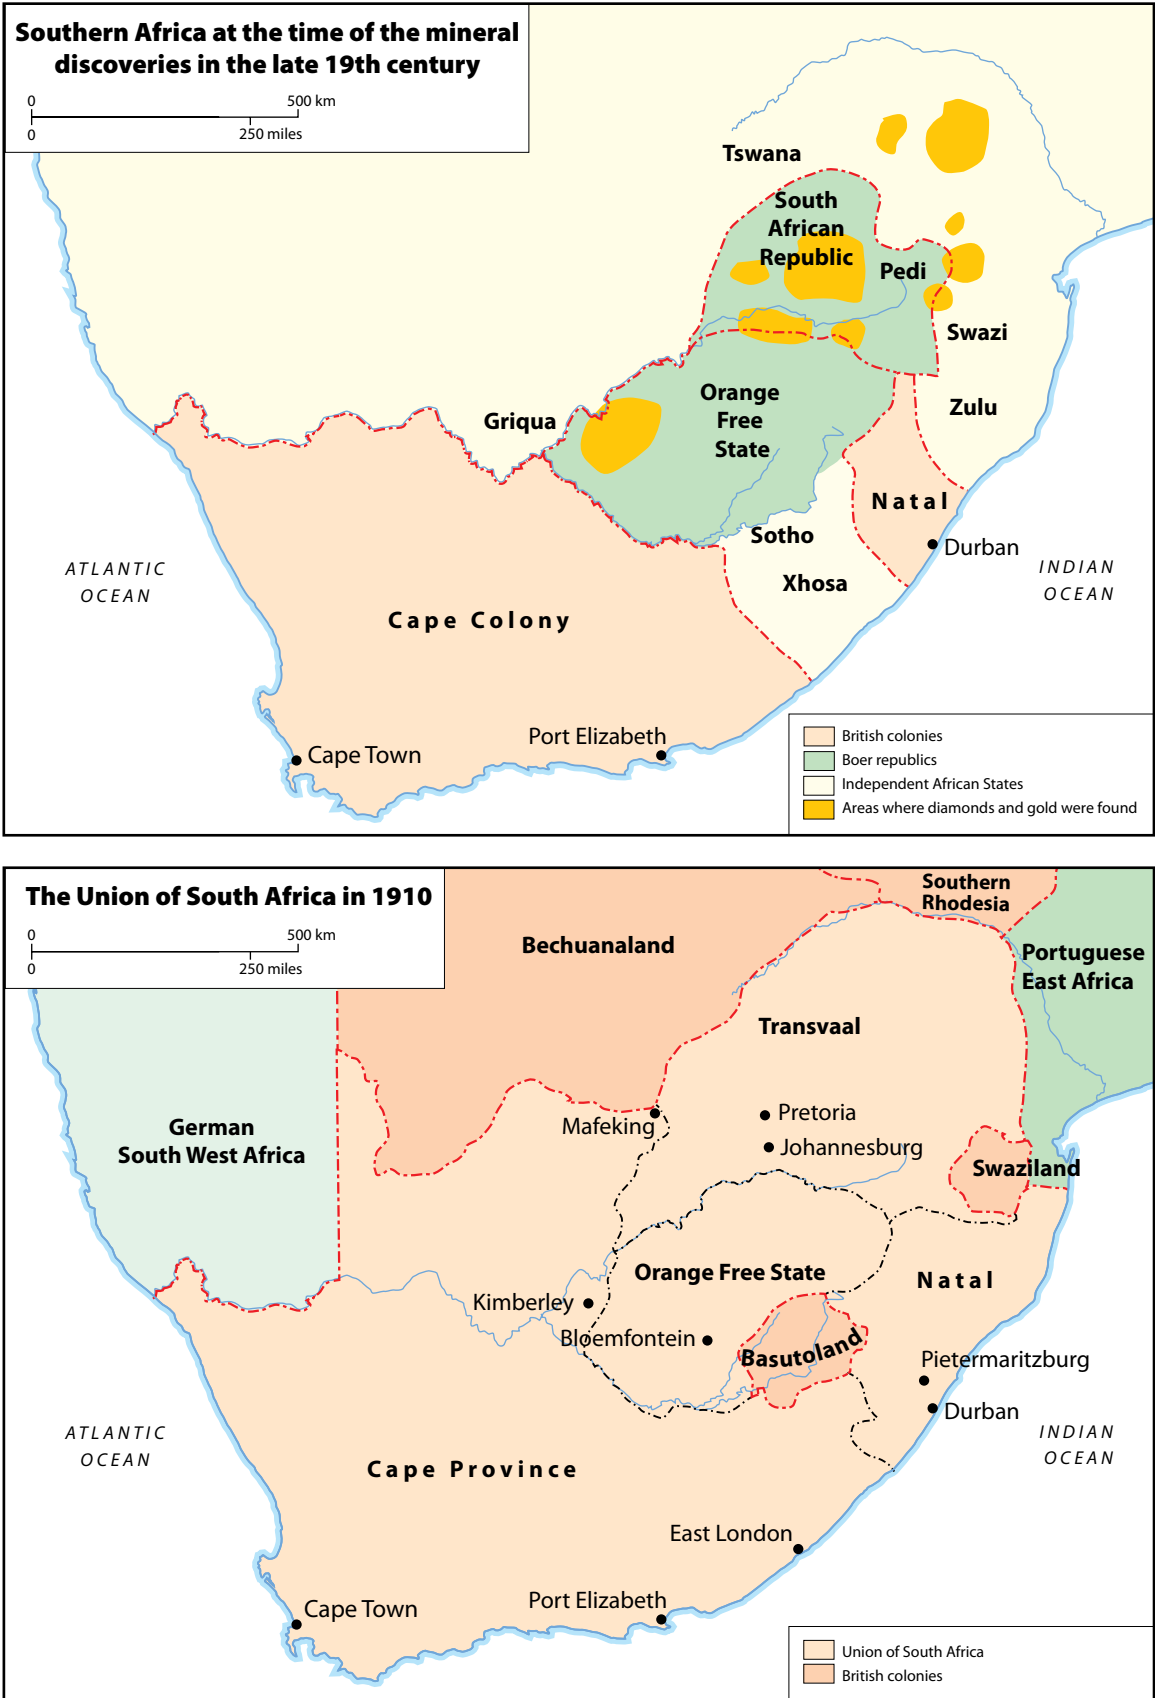 Southern Africa at the time of the mineral
discoveries in the late 19th century
0 500 km
0 250 miles
Tswana
South
African
Republic
Pedi
Swazi
Orange
Free
State
Zulu
Griqua
Natal
Sotho
Durban
Xhosa
ATLANTIC
OCEAN
INDIAN
OCEAN
Cape Colony
Port Elizabeth
Cape Town
British colonies
Boer republics
Independent African States
Areas where diamonds and gold were found
The Union of South Africa in 1910
0 500 km
0 250 miles
Southern
Rhodesia
Bechuanaland
Portuguese
East Africa
Transvaal
Pretoria
Mafeking
Johannesburg
German
South West Africa
Swaziland
Orange Free State
Natal
Kimberley
Bloemfontein
Basutoland
Pietermaritzburg
Durban
ATLANTIC
OCEAN
INDIAN
OCEAN
Cape Province
East London
Port Elizabeth
Cape Town
Union of South Africa
British colonies